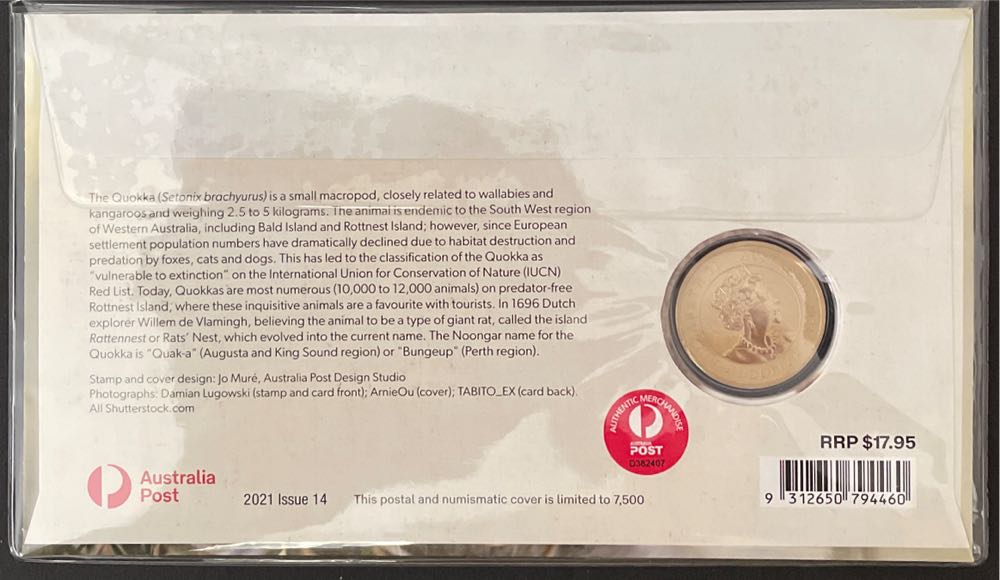 The Quokka (Setonix brachyurus) is a small macropod, closely related to wallabies and
kangaroos and weighing 2.5 to 5 kilograms. The animal is endemic to the South West region
of Western Australia, including Bald Island and Rottnest Island; however, since European
settlement population numbers have dramatically declined due to habitat destruction and
predation by foxes, cats and dogs. This has led to the classification of the Quokka as
"vulnerable to extinction" on the International Union for Conservation of Nature (IUCN)
Red List. Today, Quokkas are most numerous (10,000 to 12,000 animals) on predator-free
Rottnest Island, where these inquisitive animals are a favourite with tourists. In 1696 Dutch
explorer Willem de Vlamingh, believing the animal to be a type of giant rat, called the island
Rottennest or Rats' Nest, which evolved into the current name. The Noongar name for the
Quokka is "Quak-a" (Augusta and King Sound region) or "Bungeup" (Perth region).
Stamp and cover design: Jo Muré, Australia Post Design Studio
Photographs: Damian Lugowski (stamp and card front); ArnieOu (cover); TABITO_EX (card back).
All Shutterstock.com
AUTHENTIC MERCHANDISE
AUSTRALIA
POST
D382407
RRP $17.95
Australia
Post
2021 Issue 14
This postal and numismatic cover is limited to 7,500
9 312650 794460